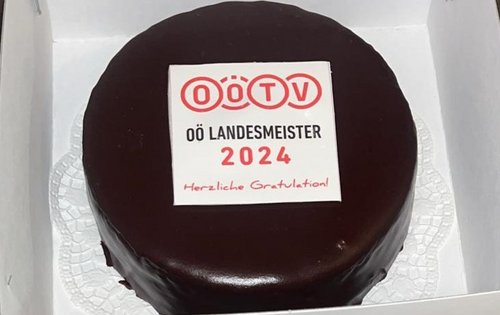 OÖTV
OÖ LANDESMEISTER
2024
Herzliche Gratulation!